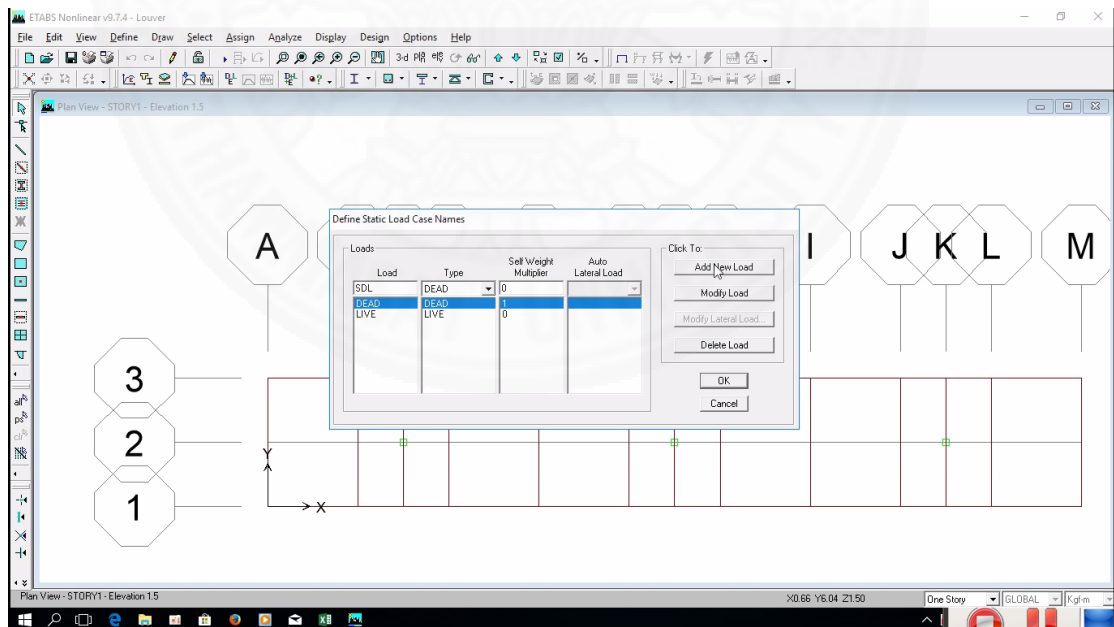 ETABS Nonlinear v9.7.4 - Louver
File Edit View Define Draw Select Assign Analyze Display Design Options Help
3-d
Plan View - STORY1 - Elevation 1.5
Define Static Load Case Names
Loads
Click To:
Load Type Self Weight Multiplier Auto Lateral Load
SDL DEAD 0
DEAD DEAD 1
LIVE LIVE 0
Add New Load
Modify Load
Modify Lateral Load...
Delete Load
OK
Cancel
A I J K L M
3
2
1
Y
X
all
ps
clr
Plan View - STORY1 - Elevation 1.5
X0.66 Y6.04 Z1.50
One Story
GLOBAL
Kgf-m